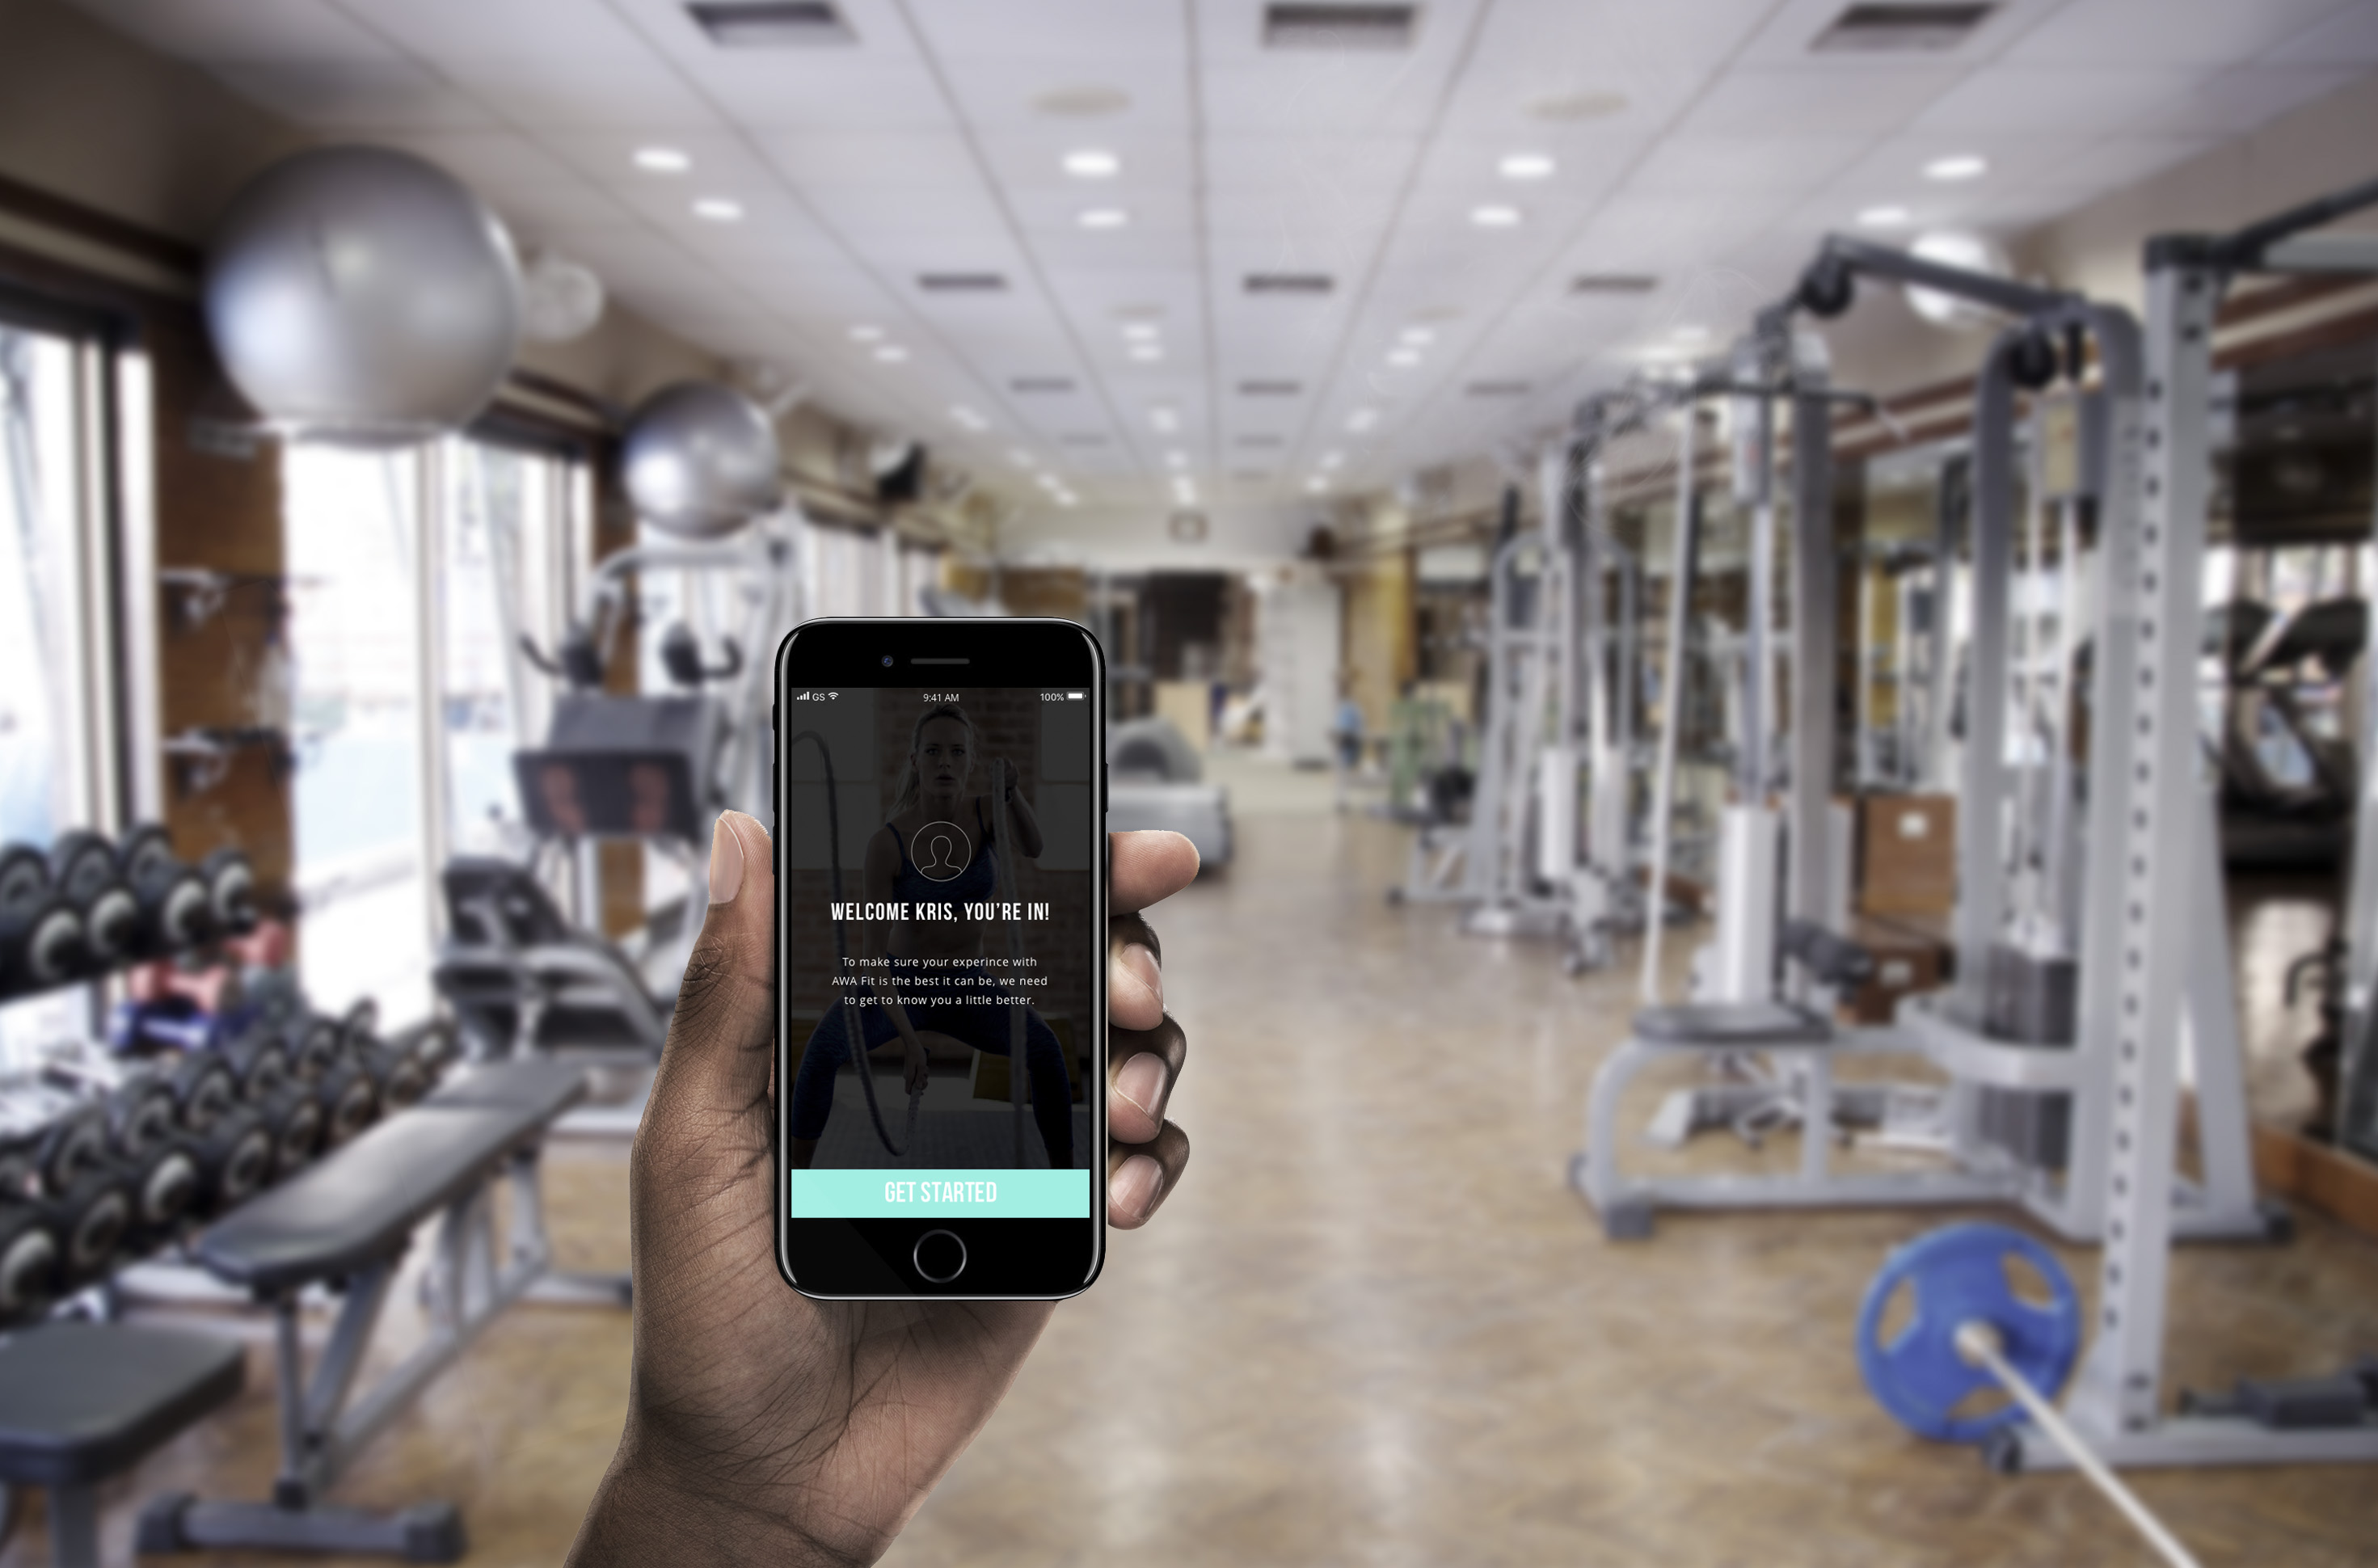 GS 9:41 AM 100%
WELCOME KRIS, YOU'RE IN!
To make sure your experince with
AWA Fit is the best it can be, we need
to get to know you a little better.
GET STARTED